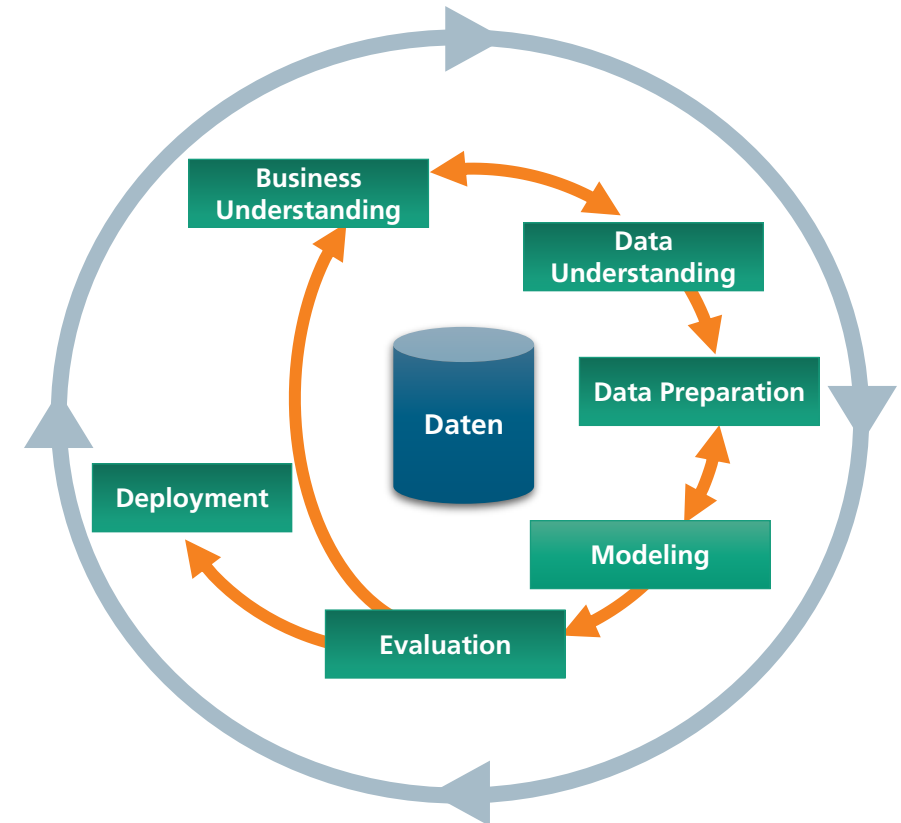 Business
Understanding
Data
Understanding
Data Preparation
Daten
Deployment
Modeling
Evaluation